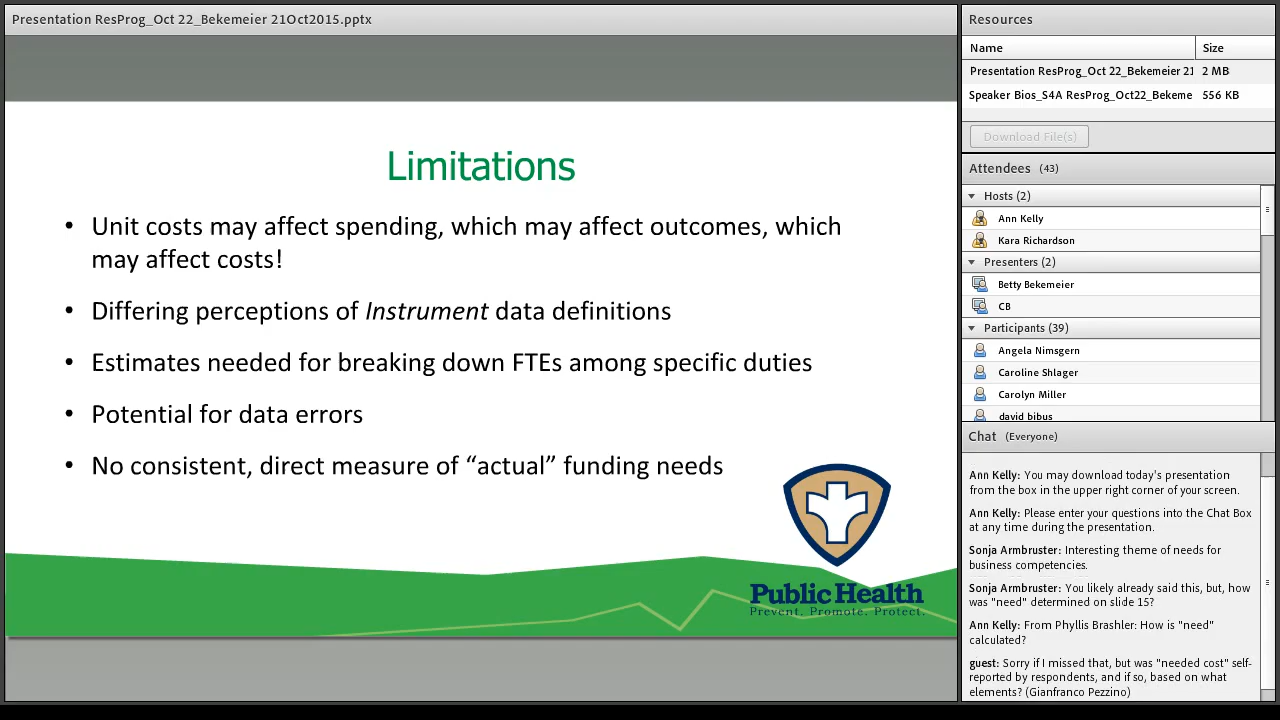 Presentation ResProg_Oct 22_Bekemeier 21Oct2015.pptx
Limitations
• Unit costs may affect spending, which may affect outcomes, which
may affect costs!
• Differing perceptions of Instrument data definitions
• Estimates needed for breaking down FTEs among specific duties
• Potential for data errors
• No consistent, direct measure of “actual” funding needs
Public Health
Prevent. Promote. Protect.
Resources
Name Size
Presentation ResProg_Oct 22_Bekemeier 21 2 MB
Speaker Bios_S4A ResProg_Oct22_Bekeme 556 KB
Download File(s)
Attendees (43)
Hosts (2)
Ann Kelly
Kara Richardson
Presenters (2)
Betty Bekemeier
CB
Participants (39)
Angela Nimsgern
Caroline Shlager
Carolyn Miller
david bibus
Chat (Everyone)
Ann Kelly: You may download today's presentation
from the box in the upper right corner of your screen.
Ann Kelly: Please enter your questions into the Chat Box
at any time during the presentation.
Sonja Armbruster: Interesting theme of needs for
business competencies.
Sonja Armbruster: You likely already said this, but, how
was "need" determined on slide 15?
Ann Kelly: From Phyllis Brashler: How is "need"
calculated?
guest: Sorry if I missed that, but was "needed cost" self-
reported by respondents, and if so, based on what
elements? (Gianfranco Pezzino)